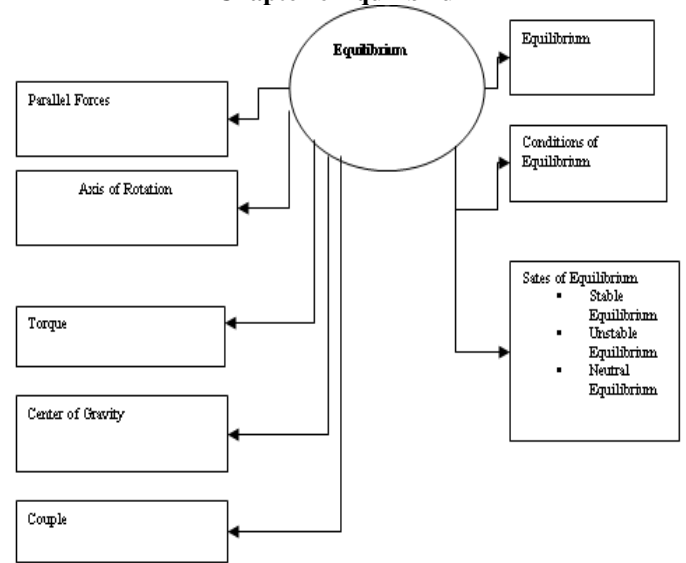 Equilibrium
Equilibrium
Parallel Forces
Conditions of
Equilibrium
Axis of Rotation
Sates of Equilibrium
▪ Stable
Equilibrium
▪ Unstable
Equilibrium
▪ Neutral
Equilibrium
Torque
Center of Gravity
Couple